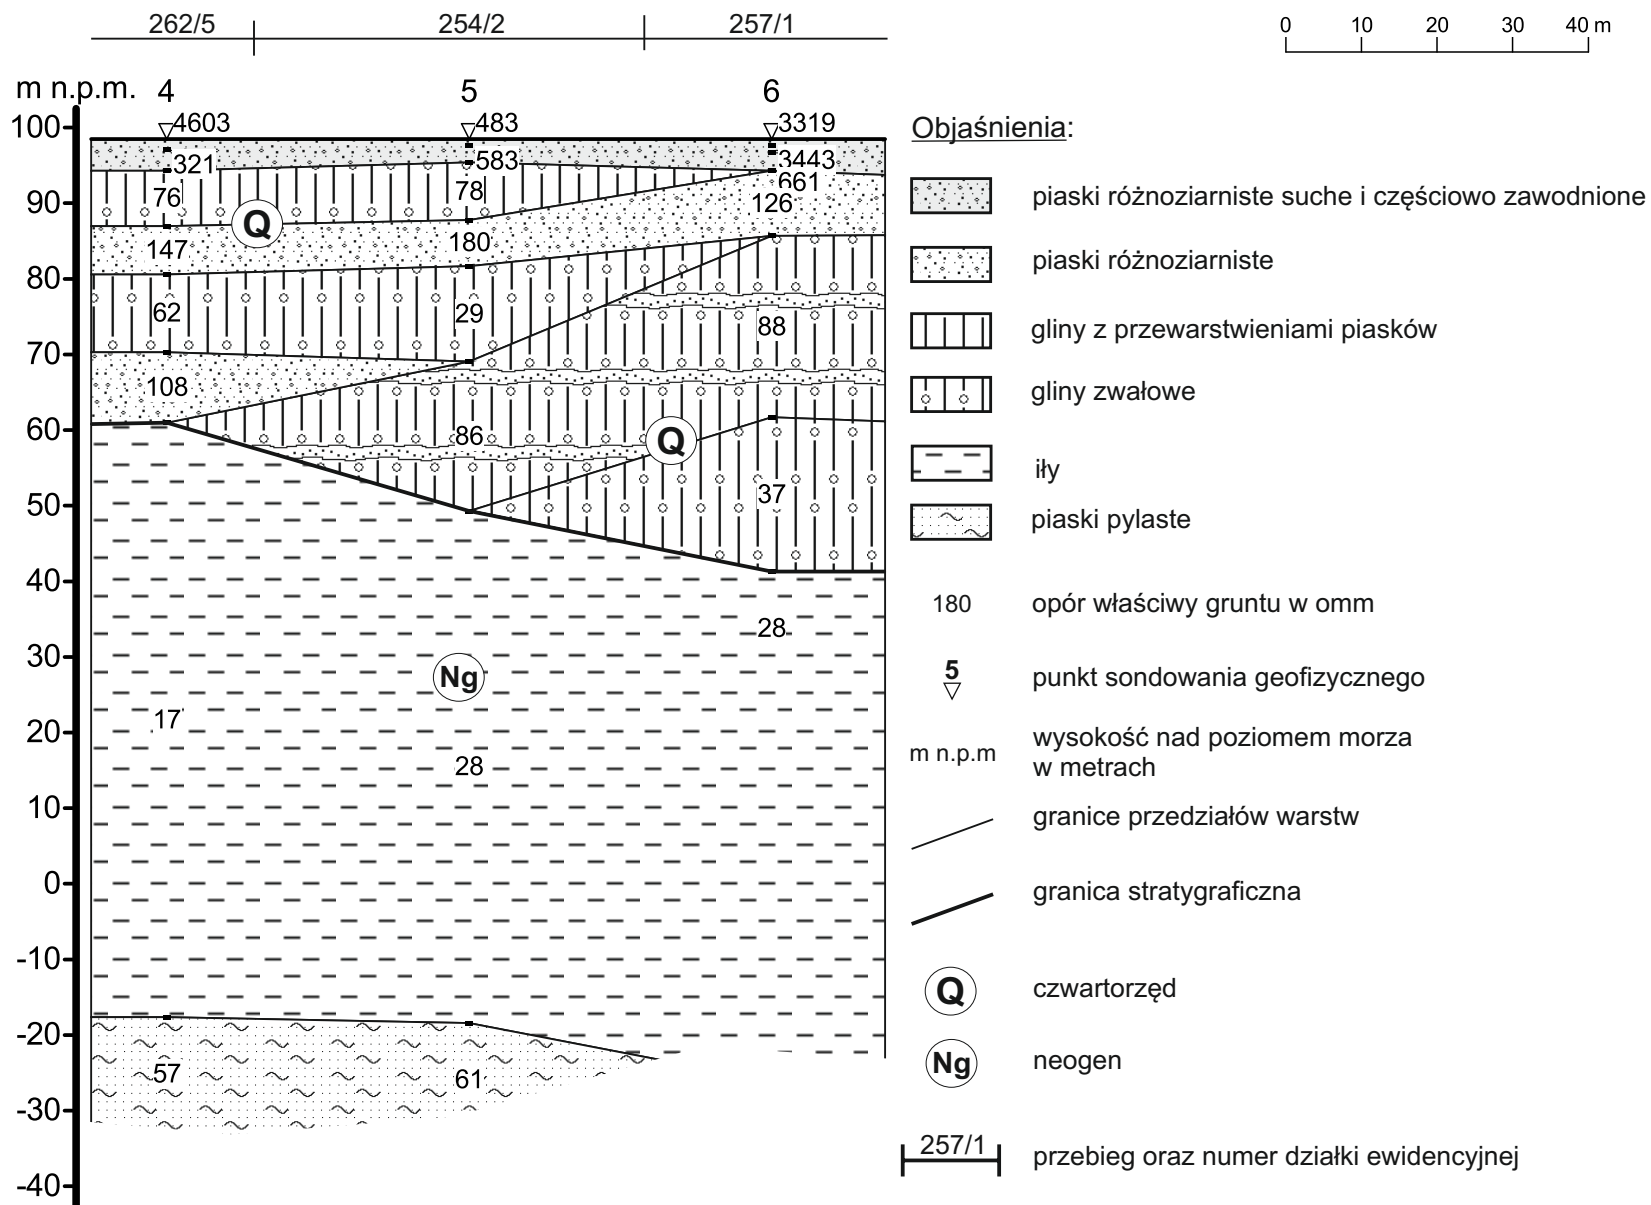 262/5 254/2 257/1
0 10 20 30 40 m
m n.p.m. 4 5 6
4603 483 3319
100
321 583 3443
661
76 78 126
90
Q
147 180
80
62 29 88
70
108
60
86 Q
50
37
40
28
30
Ng
20
17
28
10
0
-10
-20
57 61
-30
-40
Objaśnienia:
piaski różnoziarniste suche i częściowo zawodnione
piaski różnoziarniste
gliny z przewarstwieniami piasków
gliny zwałowe
iły
piaski pylaste
180 opór właściwy gruntu w omm
5 punkt sondowania geofizycznego
m n.p.m wysokość nad poziomem morza
w metrach
granice przedziałów warstw
granica stratygraficzna
Q czwartorzęd
Ng neogen
257/1 przebieg oraz numer działki ewidencyjnej